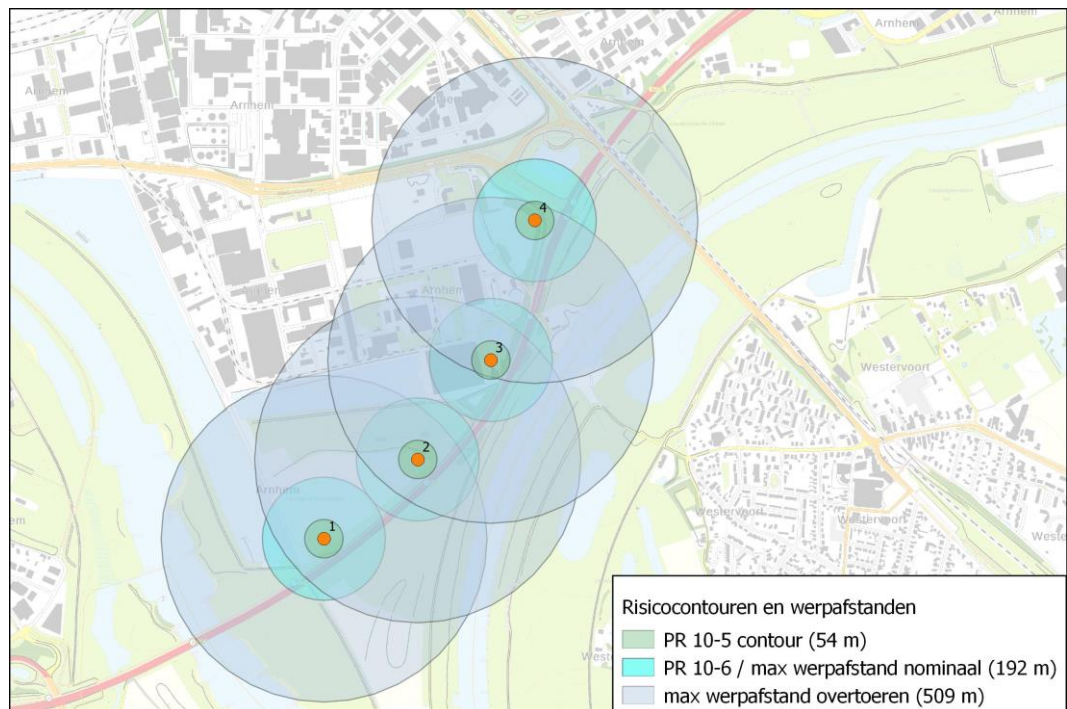 Arnhem
Arnhem
Arnhem
Arnhem
4
Arnhem
3
Westervoort
2
Arnhem
Westervoort
Westervoort
1
Risicocontouren en werpafstanden
PR 10-5 contour (54 m)
PR 10-6 / max werpafstand nominaal (192 m)
max werpafstand overtoeren (509 m)